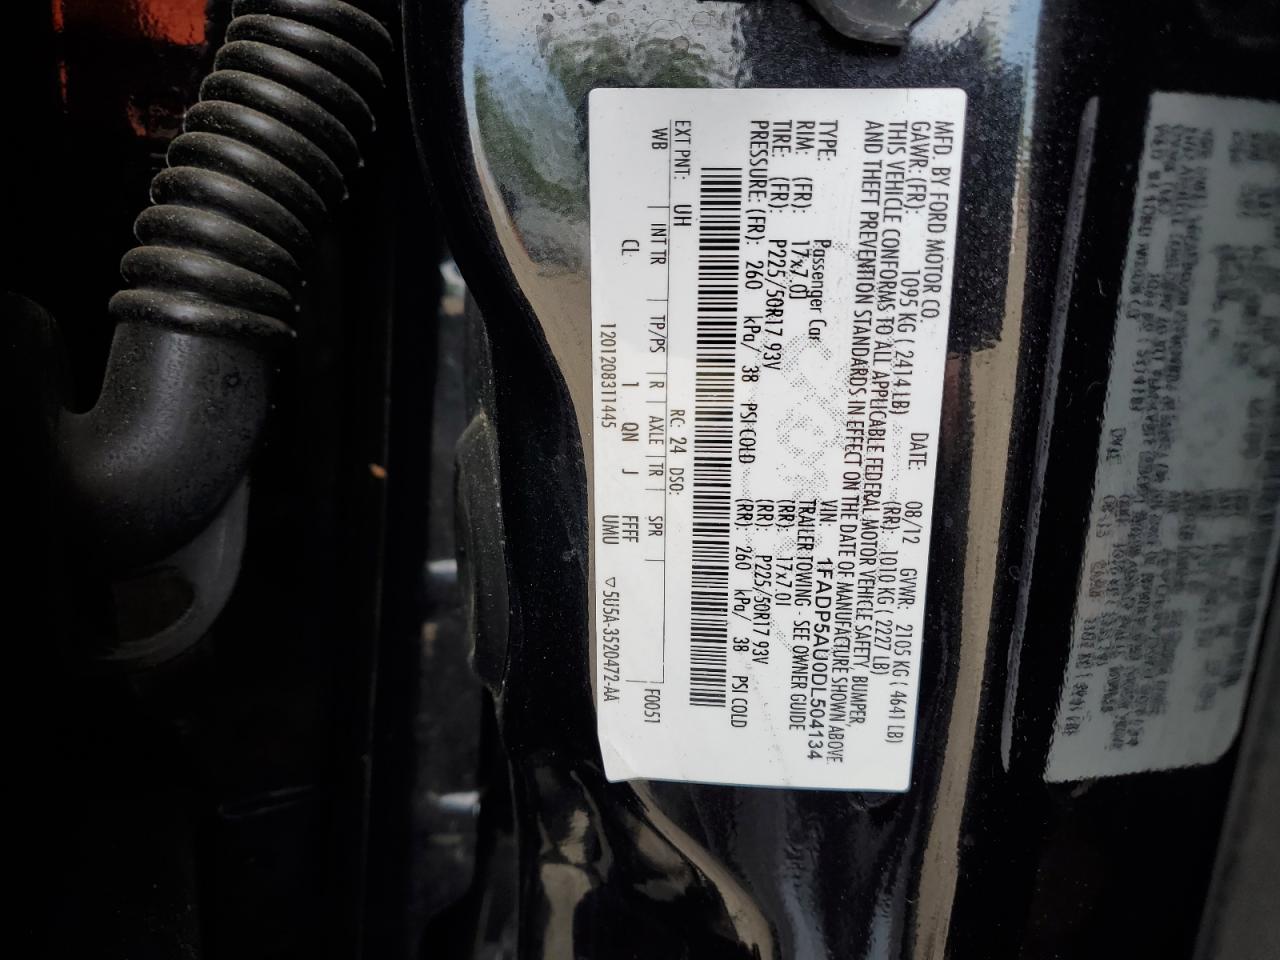 MFD. BY FORD MOTOR CO.
DATE: 08/12 GVWR: 2105 KG ( 4641 LB)
GAWR: (FR): 1095 KG ( 2414 LB) (RR): 1010 KG ( 2227 LB)
THIS VEHICLE CONFORMS TO ALL APPLICABLE FEDERAL MOTOR VEHICLE SAFETY, BUMPER,
AND THEFT PREVENTION STANDARDS IN EFFECT ON THE DATE OF MANUFACTURE SHOWN ABOVE.
VIN: 1FADP5AU0DL504134
TYPE: Passenger Car TRAILER TOWING - SEE OWNER GUIDE
RIM: (FR): 17x7.0J (RR): 17x7.0J
TIRE: (FR): P225/50R17 93V (RR): P225/50R17 93V
PRESSURE: (FR): 260 kPa/ 38 PSI COLD (RR): 260 kPa/ 38 PSI COLD
EXT PNT: UH RC: 24 DSO: F0051
WB INT TR TP/PS R AXLE TR SPR
CL 1 QN J FFFF
1201208311445 UMU ▽ 5U5A-3520472-AA